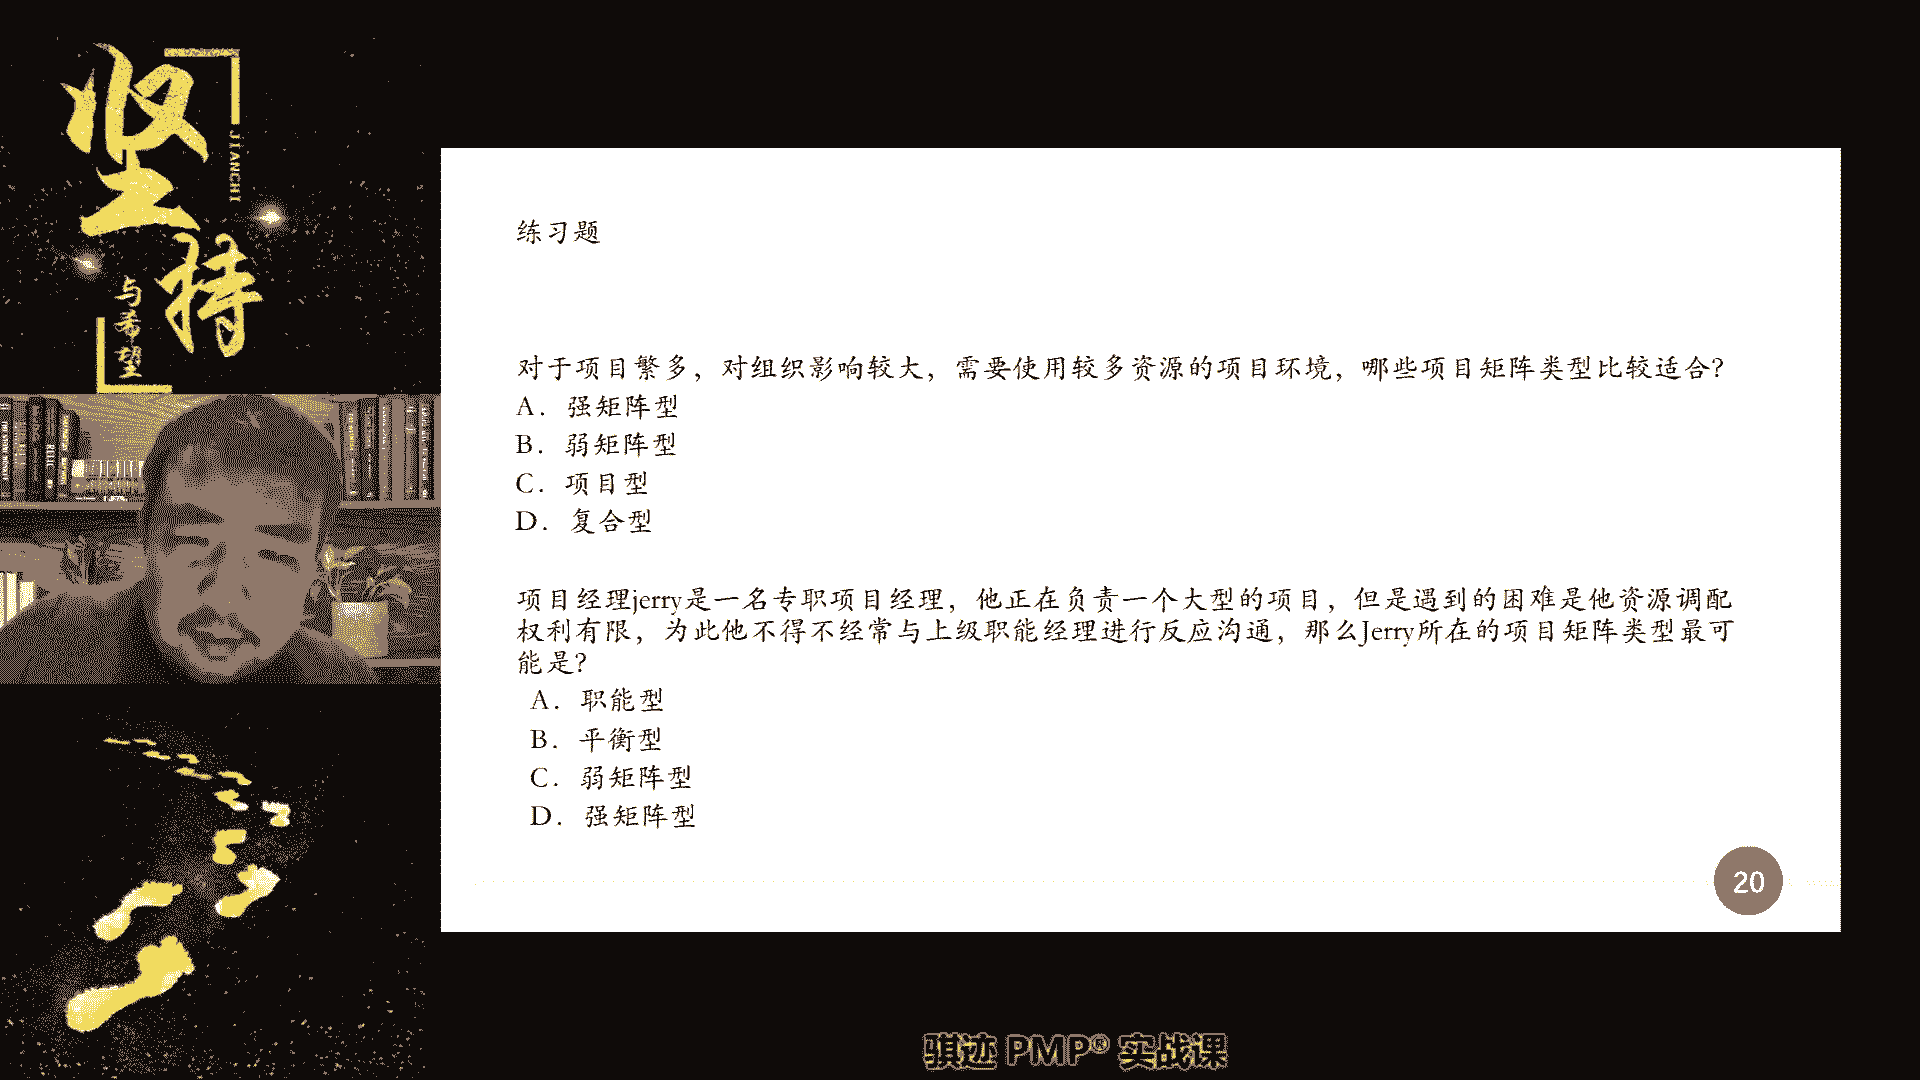 坚持
JIANCHI
与希望
练习题
对于项目繁多，对组织影响较大，需要使用较多资源的项目环境，哪些项目矩阵类型比较适合？
A．强矩阵型
B．弱矩阵型
C．项目型
D．复合型
项目经理jerry是一名专职项目经理，他正在负责一个大型的项目，但是遇到的困难是他资源调配
权利有限，为此他不得不经常与上级职能经理进行反应沟通，那么Jerry所在的项目矩阵类型最可
能是？
A．职能型
B．平衡型
C．弱矩阵型
D．强矩阵型
20
骐迹 PMP® 实战课